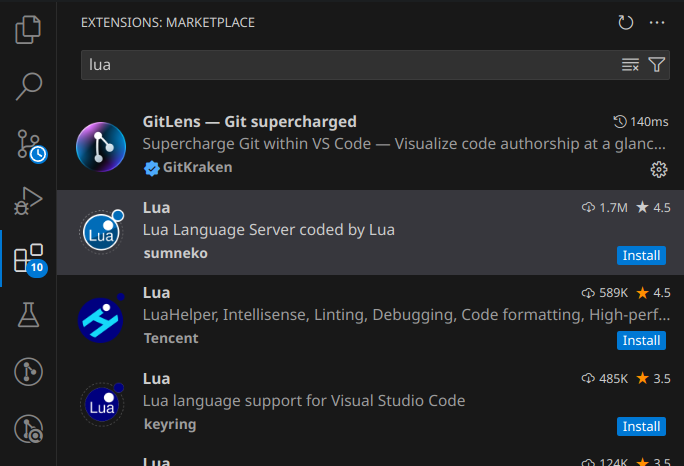 EXTENSIONS: MARKETPLACE
lua
GitLens — Git supercharged 140ms
Supercharge Git within VS Code — Visualize code authorship at a glanc...
GitKraken
Lua 1.7M 4.5
Lua Language Server coded by Lua
sumneko Install
10
Lua 589K 4.5
LuaHelper, Intellisense, Linting, Debugging, Code formatting, High-perf...
Tencent Install
Lua 485K 3.5
Lua language support for Visual Studio Code
keyring Install
Lua 124K 3.5
Lua
Lua